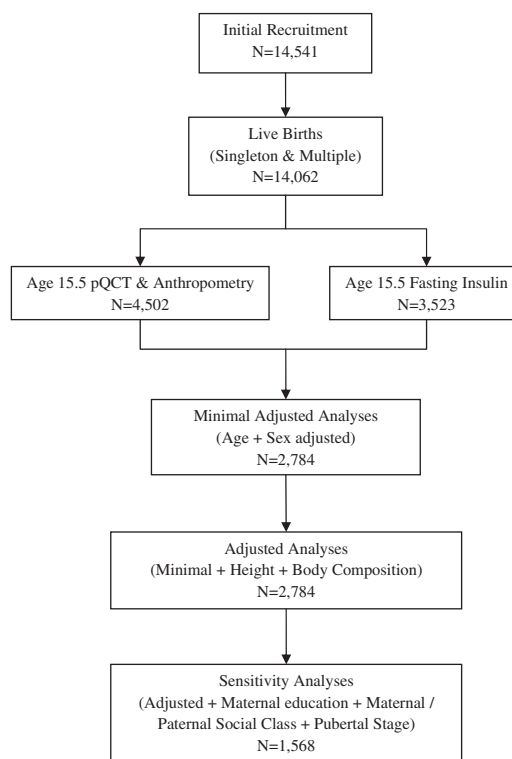 Initial Recruitment
N=14,541
Live Births
(Singleton & Multiple)
N=14,062
Age 15.5 pQCT & Anthropometry
N=4,502
Age 15.5 Fasting Insulin
N=3,523
Minimal Adjusted Analyses
(Age + Sex adjusted)
N=2,784
Adjusted Analyses
(Minimal + Height + Body Composition)
N=2,784
Sensitivity Analyses
(Adjusted + Maternal education + Maternal /
Paternal Social Class + Pubertal Stage)
N=1,568